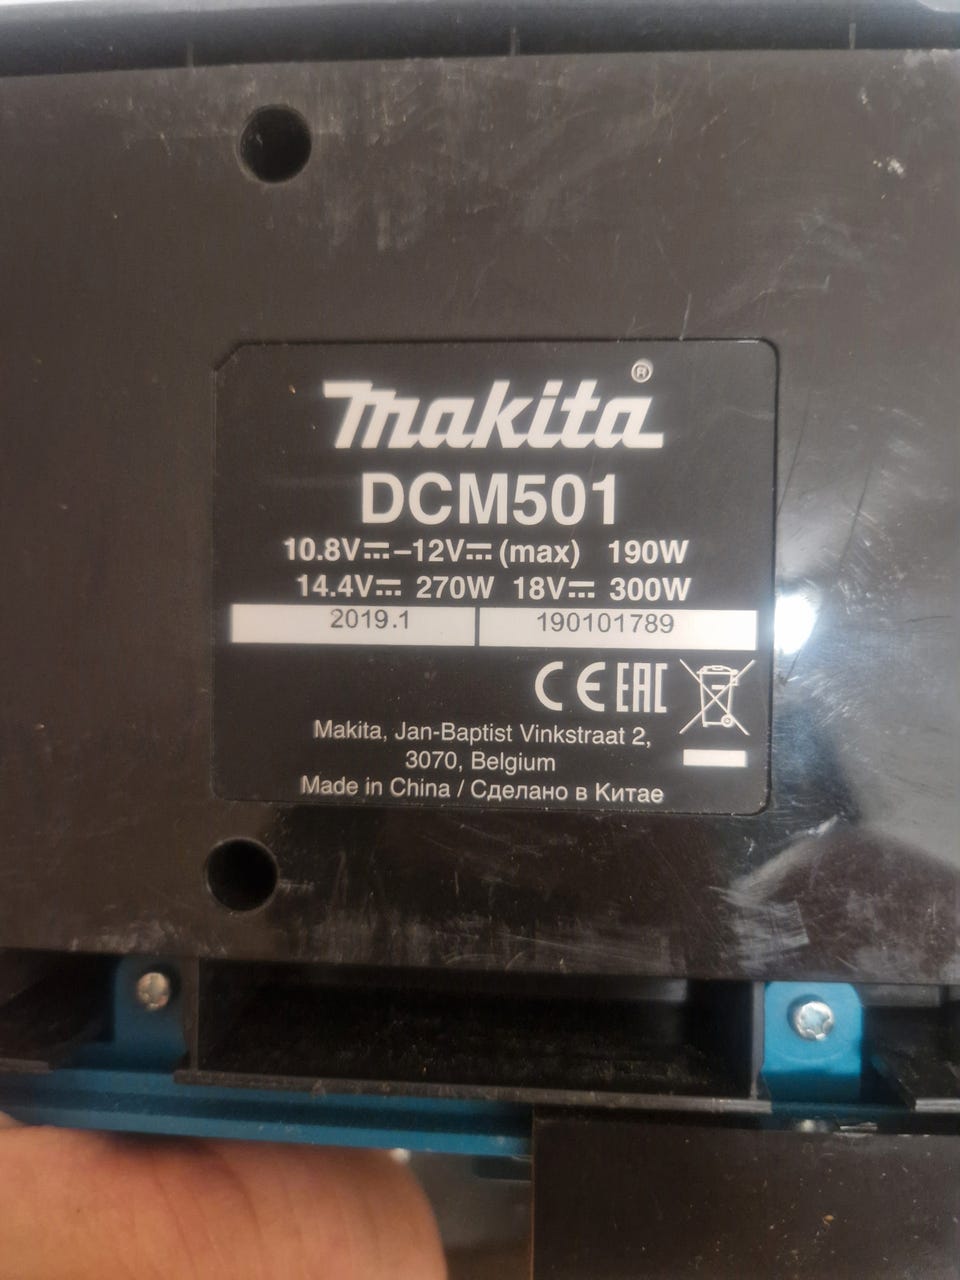 makita®
DCM501
10.8V⎓–12V⎓(max) 190W
14.4V⎓ 270W 18V⎓ 300W
2019.1 190101789
CE EAC
Makita, Jan-Baptist Vinkstraat 2,
3070, Belgium
Made in China / Сделано в Китае